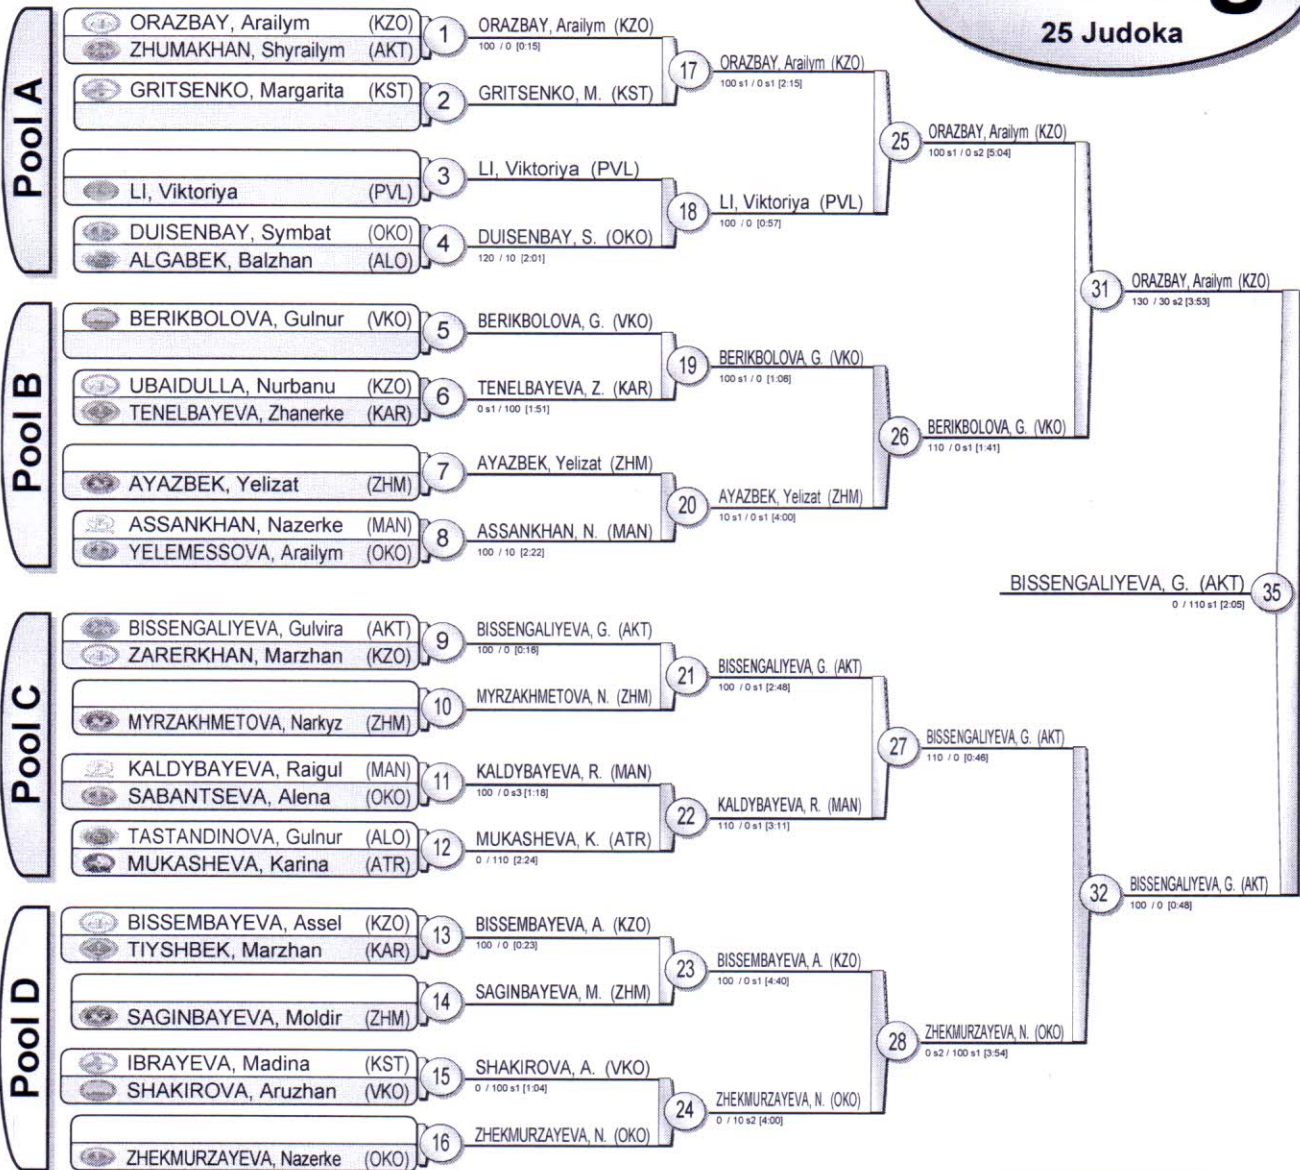 25 Judoka
Pool A
ORAZBAY, Arailym (KZO)
ZHUMAKHAN, Shyrailym (AKT)
1
GRITSENKO, Margarita (KST)
2
LI, Viktoriya (PVL)
3
DUISENBAY, Symbat (OKO)
ALGABEK, Balzhan (ALO)
4
Pool B
BERIKBOLOVA, Gulnur (VKO)
5
UBAIDULLA, Nurbanu (KZO)
TENELBAYEVA, Zhanerke (KAR)
6
AYAZBEK, Yelizat (ZHM)
7
ASSANKHAN, Nazerke (MAN)
YELEMESSOVA, Arailym (OKO)
8
Pool C
BISSENGALIYEVA, Gulvira (AKT)
ZARERKHAN, Marzhan (KZO)
9
MYRZAKHMETOVA, Narkyz (ZHM)
10
KALDYBAYEVA, Raigul (MAN)
SABANTSEVA, Alena (OKO)
11
TASTANDINOVA, Gulnur (ALO)
MUKASHEVA, Karina (ATR)
12
Pool D
BISSEMBAYEVA, Assel (KZO)
TIYSHBEK, Marzhan (KAR)
13
SAGINBAYEVA, Moldir (ZHM)
14
IBRAYEVA, Madina (KST)
SHAKIROVA, Aruzhan (VKO)
15
ZHEKMURZAYEVA, Nazerke (OKO)
16
ORAZBAY, Arailym (KZO)
100 / 0 [0:15]
17
GRITSENKO, M. (KST)
LI, Viktoriya (PVL)
18
DUISENBAY, S. (OKO)
120 / 10 [2:01]
BERIKBOLOVA, G. (VKO)
19
TENELBAYEVA, Z. (KAR)
0 s1 / 100 [1:51]
AYAZBEK, Yelizat (ZHM)
20
ASSANKHAN, N. (MAN)
100 / 10 [2:22]
BISSENGALIYEVA, G. (AKT)
100 / 0 [0:18]
21
MYRZAKHMETOVA, N. (ZHM)
KALDYBAYEVA, R. (MAN)
100 / 0 s3 [1:18]
22
MUKASHEVA, K. (ATR)
0 / 110 [2:24]
BISSEMBAYEVA, A. (KZO)
100 / 0 [0:23]
23
SAGINBAYEVA, M. (ZHM)
SHAKIROVA, A. (VKO)
0 / 100 s1 [1:04]
24
ZHEKMURZAYEVA, N. (OKO)
ORAZBAY, Arailym (KZO)
100 s1 / 0 s1 [2:15]
25
LI, Viktoriya (PVL)
100 / 0 [0:57]
BERIKBOLOVA, G. (VKO)
100 s1 / 0 [1:08]
26
AYAZBEK, Yelizat (ZHM)
10 s1 / 0 s1 [4:00]
BISSENGALIYEVA, G. (AKT)
100 / 0 s1 [2:48]
27
KALDYBAYEVA, R. (MAN)
110 / 0 s1 [3:11]
BISSEMBAYEVA, A. (KZO)
100 / 0 s1 [4:40]
28
ZHEKMURZAYEVA, N. (OKO)
0 / 10 s2 [4:00]
ORAZBAY, Arailym (KZO)
100 s1 / 0 s2 [5:04]
31
BERIKBOLOVA, G. (VKO)
110 / 0 s1 [1:41]
BISSENGALIYEVA, G. (AKT)
110 / 0 [0:46]
32
ZHEKMURZAYEVA, N. (OKO)
0 s2 / 100 s1 [3:54]
ORAZBAY, Arailym (KZO)
130 / 30 s2 [3:53]
BISSENGALIYEVA, G. (AKT)
0 / 110 s1 [2:05]
35
BISSENGALIYEVA, G. (AKT)
100 / 0 [0:48]